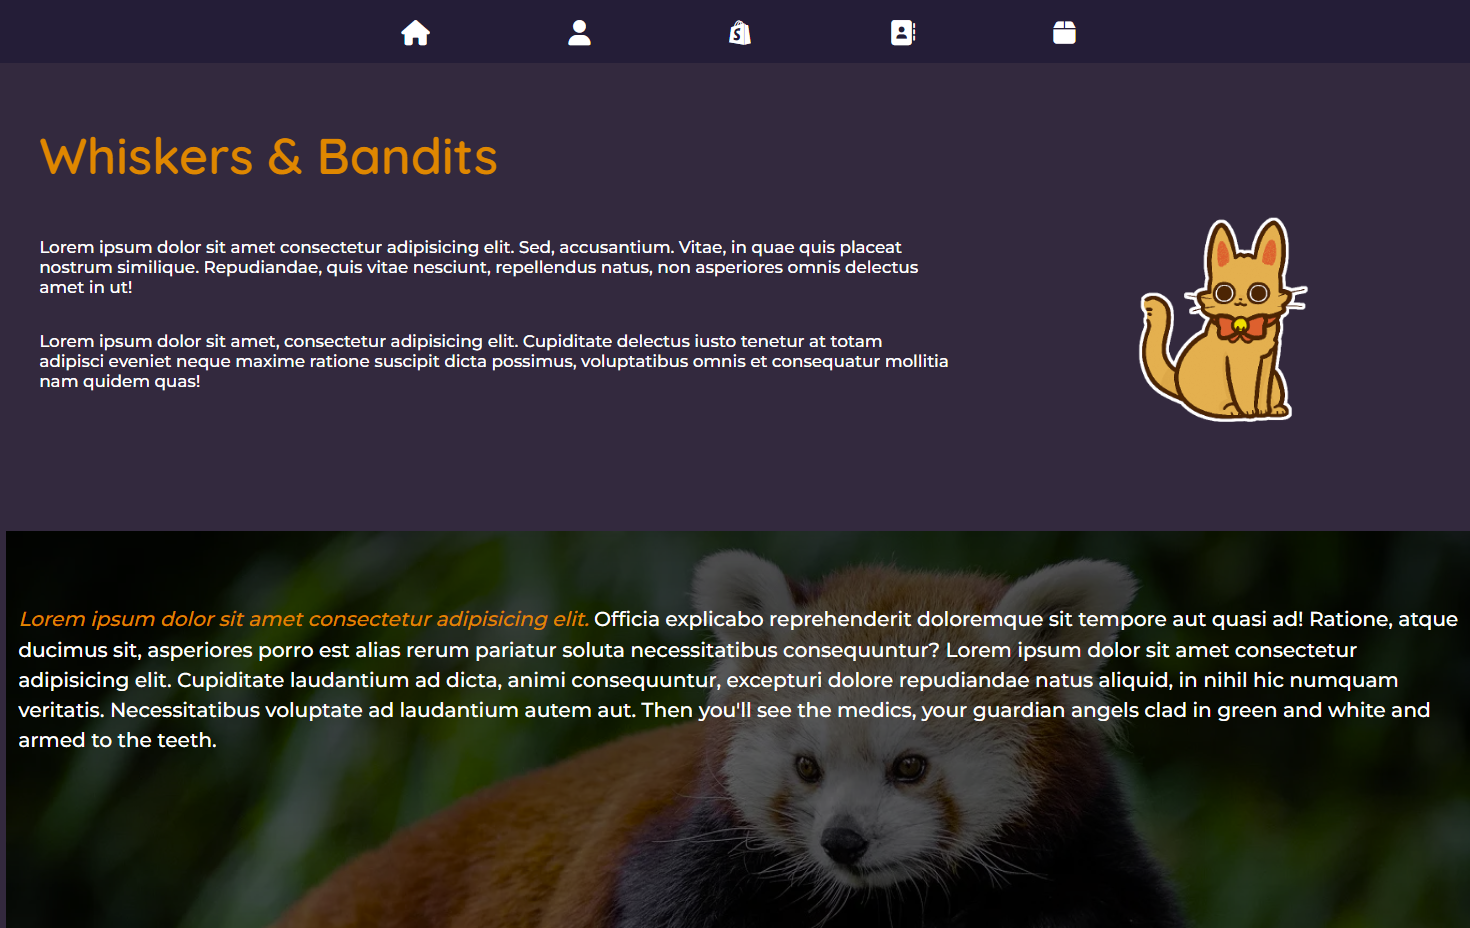 Whiskers & Bandits
Lorem ipsum dolor sit amet consectetur adipisicing elit. Sed, accusantium. Vitae, in quae quis placeat
nostrum similique. Repudiandae, quis vitae nesciunt, repellendus natus, non asperiores omnis delectus
amet in ut!
Lorem ipsum dolor sit amet, consectetur adipisicing elit. Cupiditate delectus iusto tenetur at totam
adipisci eveniet neque maxime ratione suscipit dicta possimus, voluptatibus omnis et consequatur mollitia
nam quidem quas!
Lorem ipsum dolor sit amet consectetur adipisicing elit. Officia explicabo reprehenderit doloremque sit tempore aut quasi ad! Ratione, atque
ducimus sit, asperiores porro est alias rerum pariatur soluta necessitatibus consequuntur? Lorem ipsum dolor sit amet consectetur
adipisicing elit. Cupiditate laudantium ad dicta, animi consequuntur, excepturi dolore repudiandae natus aliquid, in nihil hic numquam
veritatis. Necessitatibus voluptate ad laudantium autem aut. Then you'll see the medics, your guardian angels clad in green and white and
armed to the teeth.